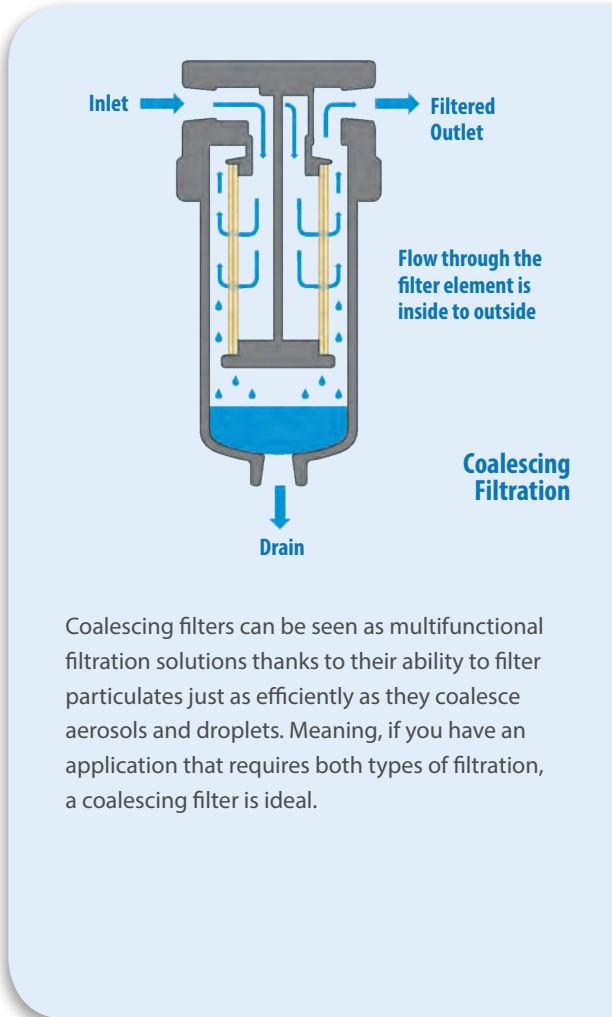 Inlet
Filtered
Outlet
Flow through the
filter element is
inside to outside
Coalescing
Filtration
Drain
Coalescing filters can be seen as multifunctional
filtration solutions thanks to their ability to filter
particulates just as efficiently as they coalesce
aerosols and droplets. Meaning, if you have an
application that requires both types of filtration,
a coalescing filter is ideal.